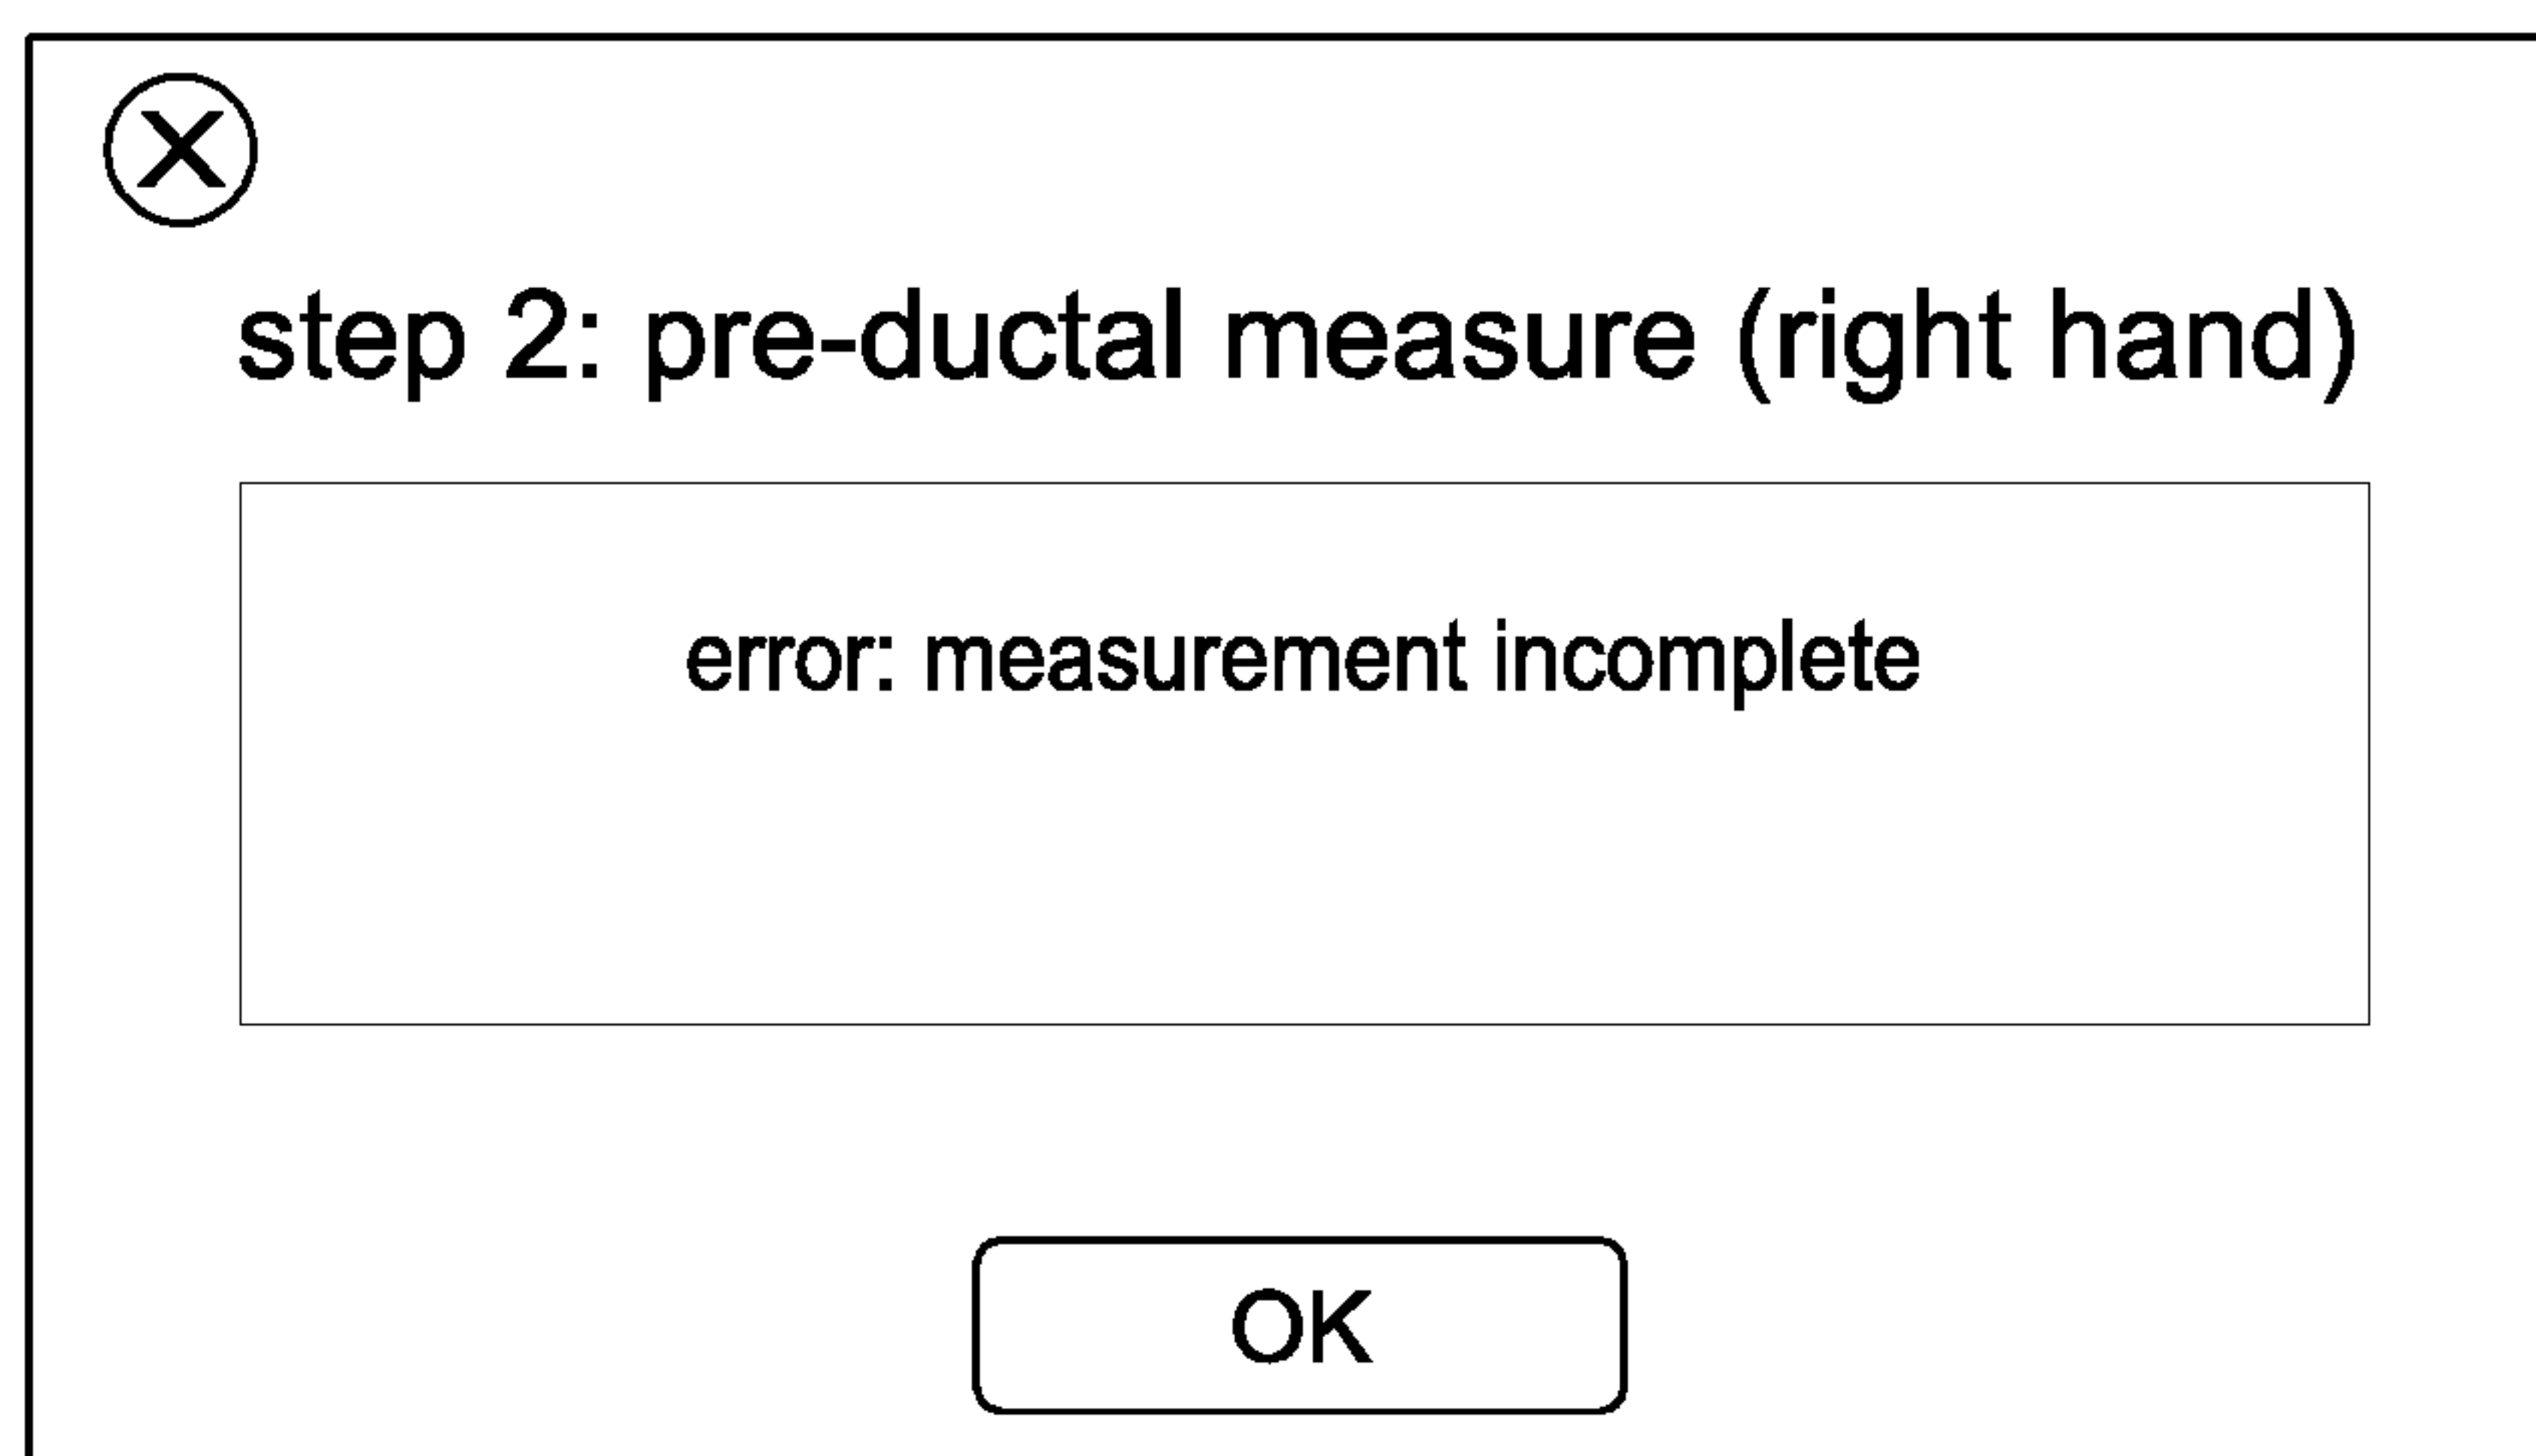 X
step 2: pre-ductal measure (right hand)
error: measurement incomplete
OK